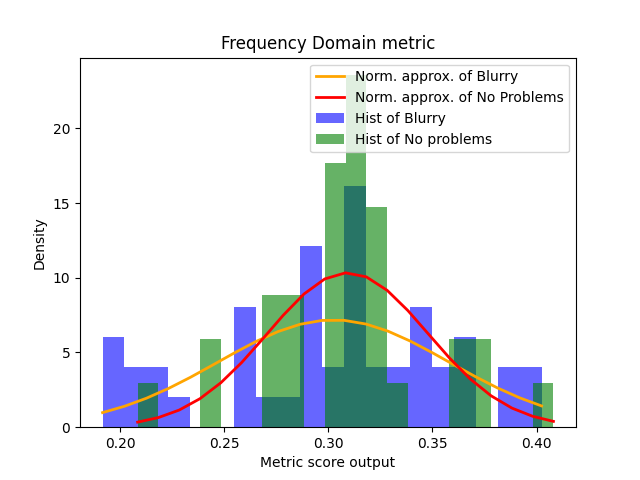 Frequency Domain metric
Norm. approx. of Blurry
Norm. approx. of No Problems
Hist of Blurry
Hist of No problems
Density
20
15
10
5
0
0.20 0.25 0.30 0.35 0.40
Metric score output